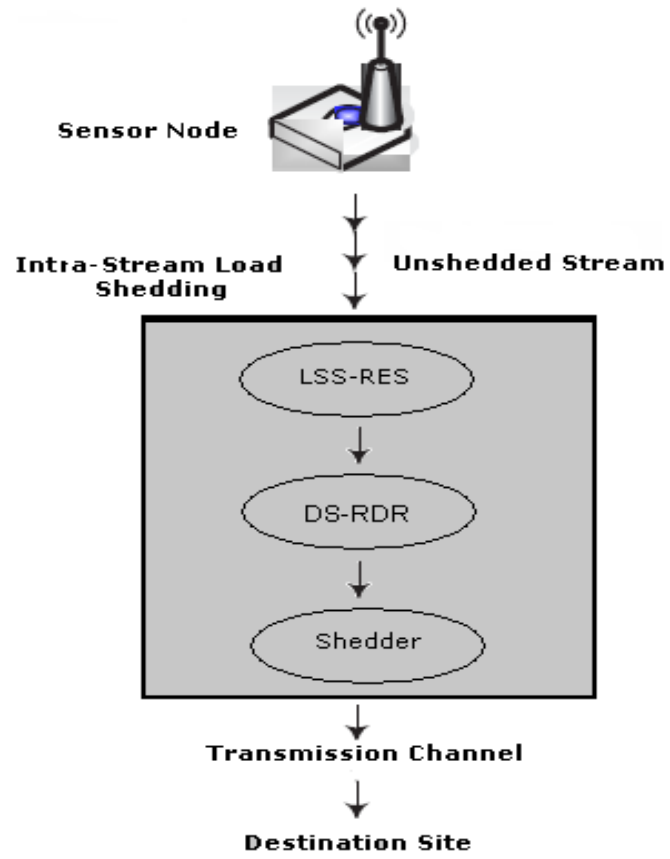 Sensor Node
Intra-Stream Load
Shedding
Unshedded Stream
LSS-RES
DS-RDR
Shedder
Transmission Channel
Destination Site